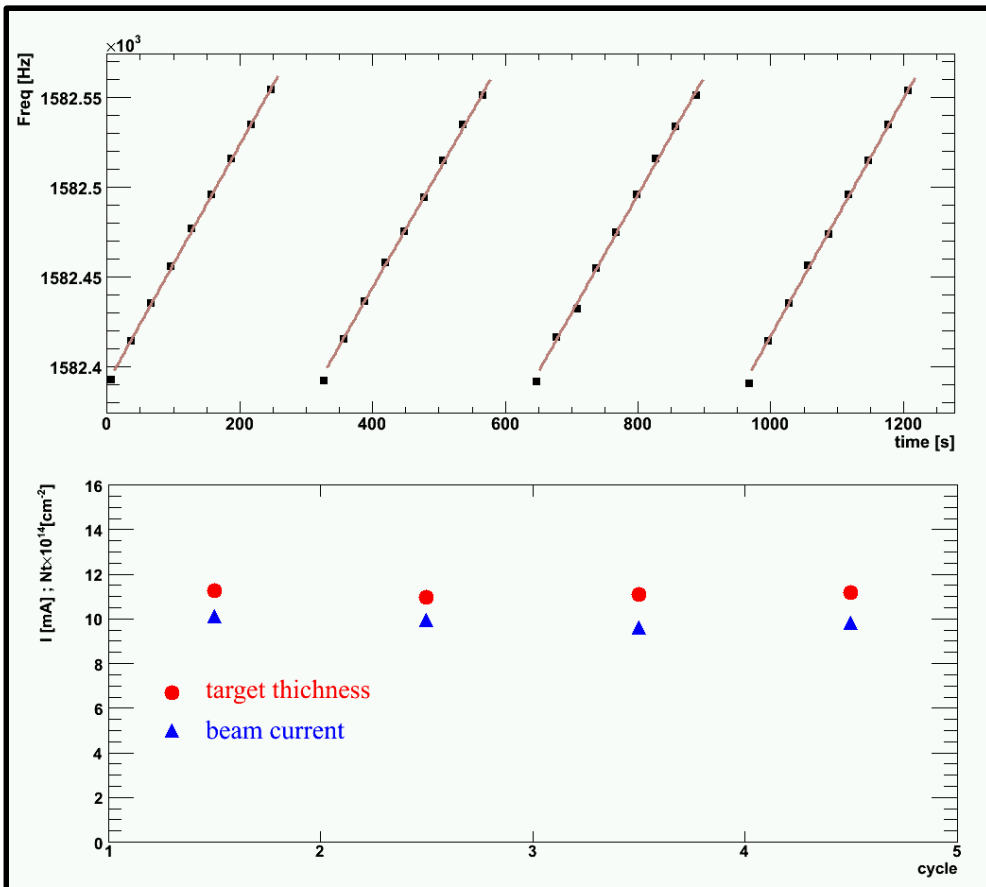 ×10³
Freq [Hz]
1582.55
1582.5
1582.45
1582.4
0 200 400 600 800 1000 1200
time [s]
I [mA] ; Nt×10¹⁴[cm⁻²]
16
14
12
10
8
6
4
2
0
target thichness
beam current
1 2 3 4 5
cycle